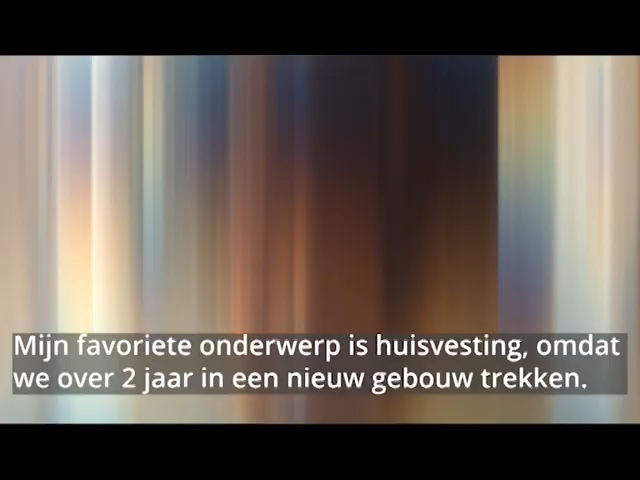 Mijn favoriete onderwerp is huisvesting, omdat
we over 2 jaar in een nieuw gebouw trekken.